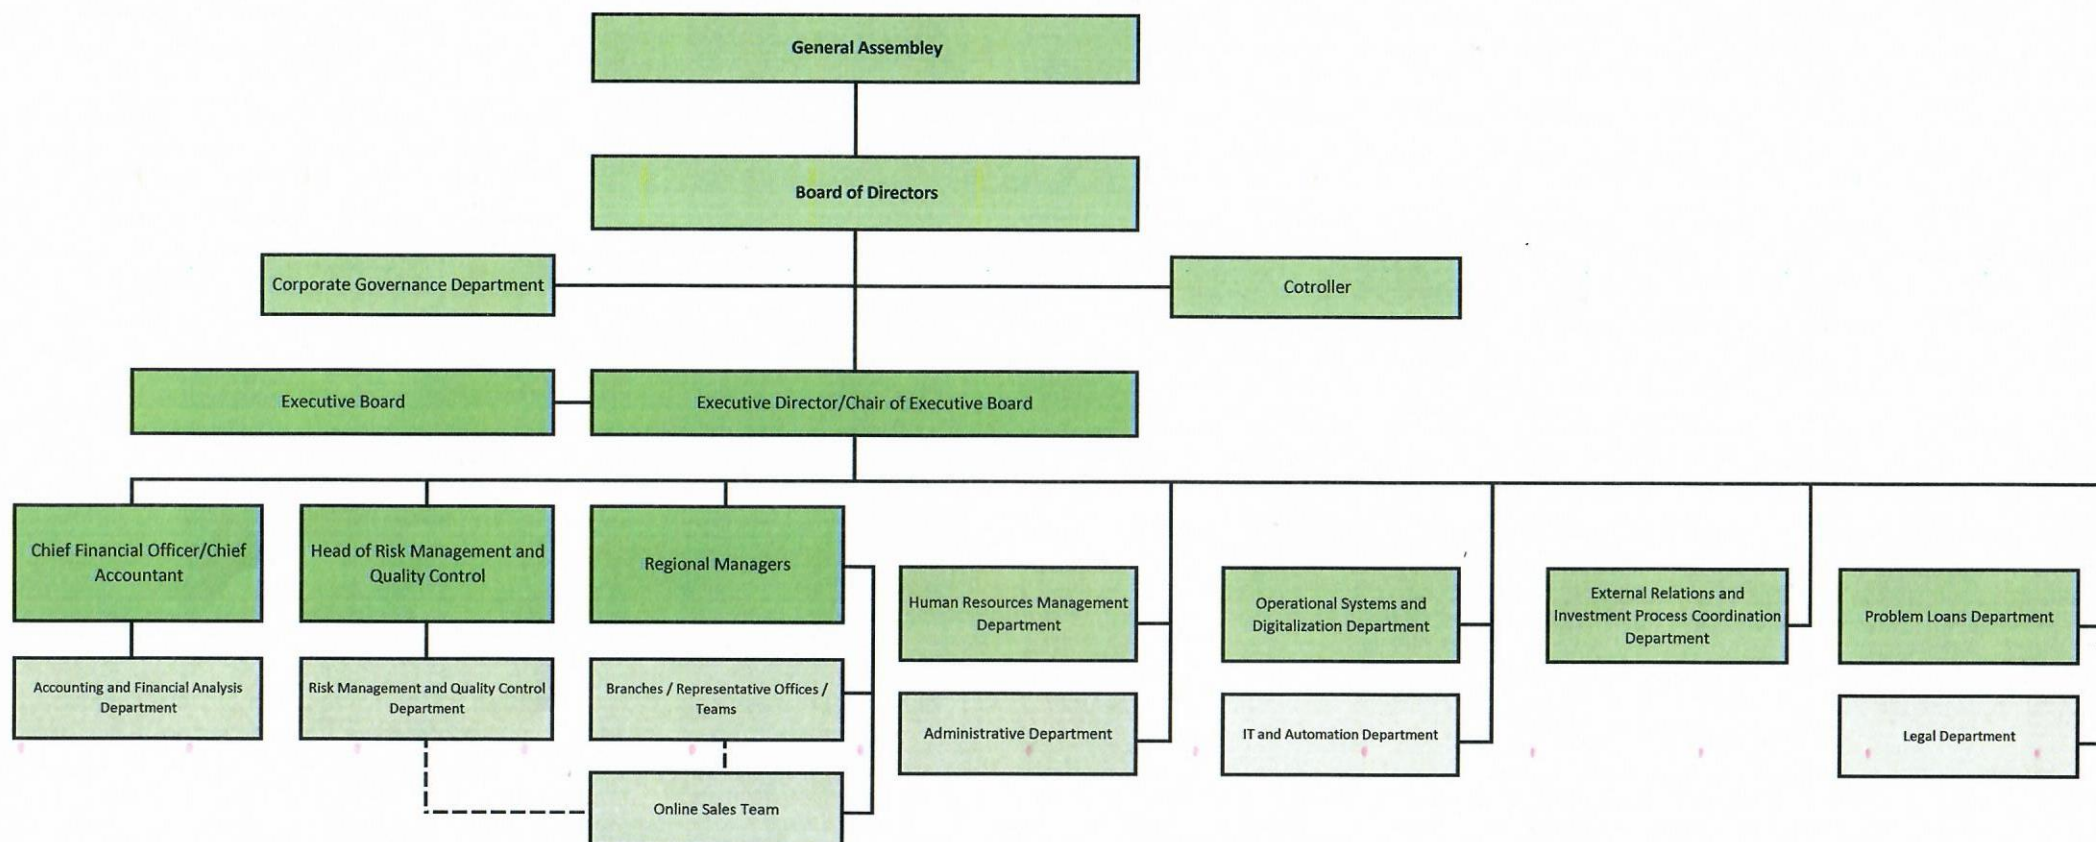 General Assembley
Board of Directors
Corporate Governance Department
Cotroller
Executive Board
Executive Director/Chair of Executive Board
Chief Financial Officer/Chief
Accountant
Head of Risk Management and
Quality Control
Regional Managers
Human Resources Management
Department
Operational Systems and
Digitalization Department
External Relations and
Investment Process Coordination
Department
Problem Loans Department
Accounting and Financial Analysis
Department
Risk Management and Quality Control
Department
Branches / Representative Offices /
Teams
Administrative Department
IT and Automation Department
Legal Department
Online Sales Team